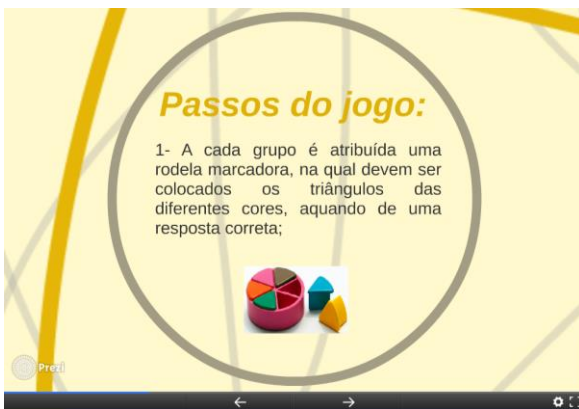 Passos do jogo:
1- A cada grupo é atribuída uma
rodela marcadora, na qual devem ser
colocados os triângulos das
diferentes cores, aquando de uma
resposta correta;
Prezi